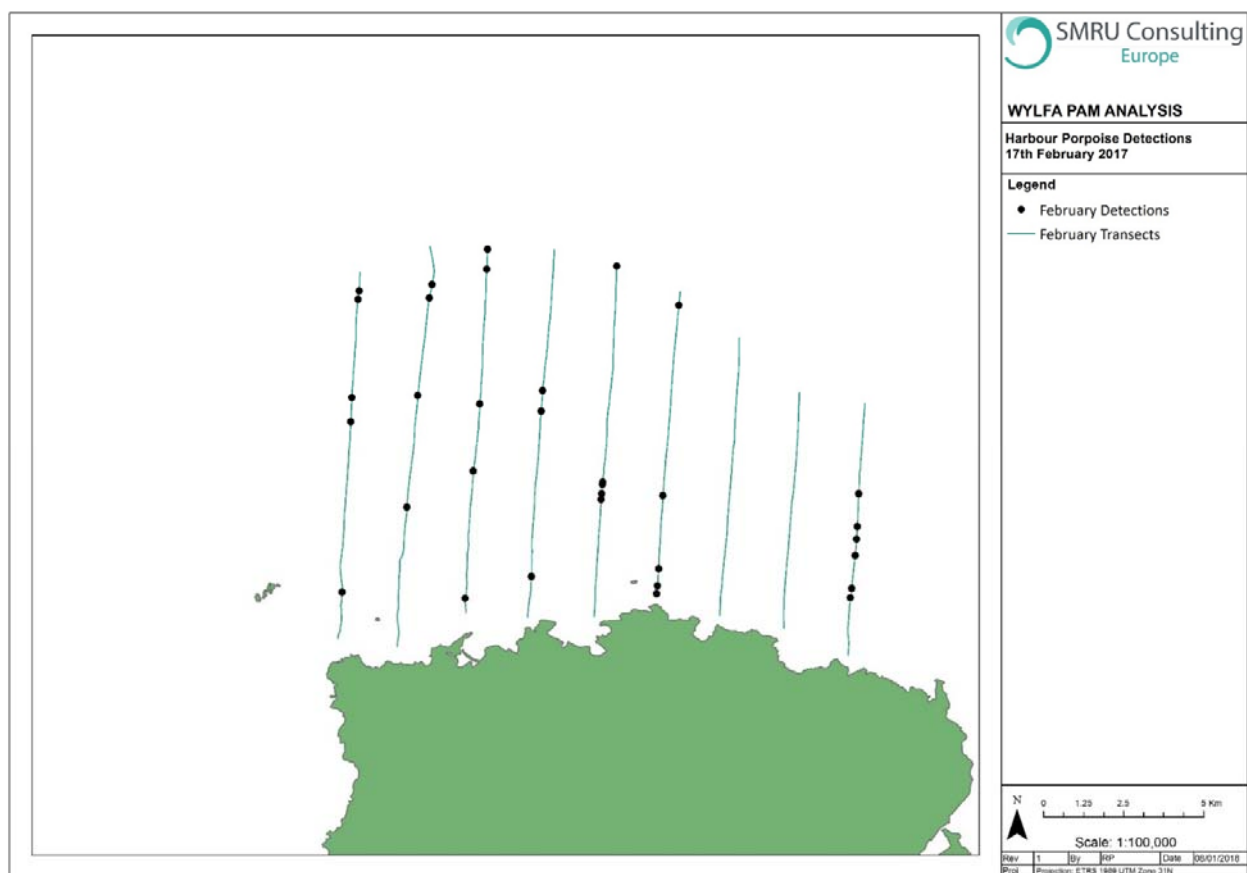 SMRU Consulting
Europe
WYLFA PAM ANALYSIS
Harbour Porpoise Detections
17th February 2017
Legend
February Detections
February Transects
N
0 1.25 2.5 5 Km
Scale: 1:100,000
Rev 1 By RP Date 08/01/2018
Proj Projection: ETRS 1989 UTM Zone 31N